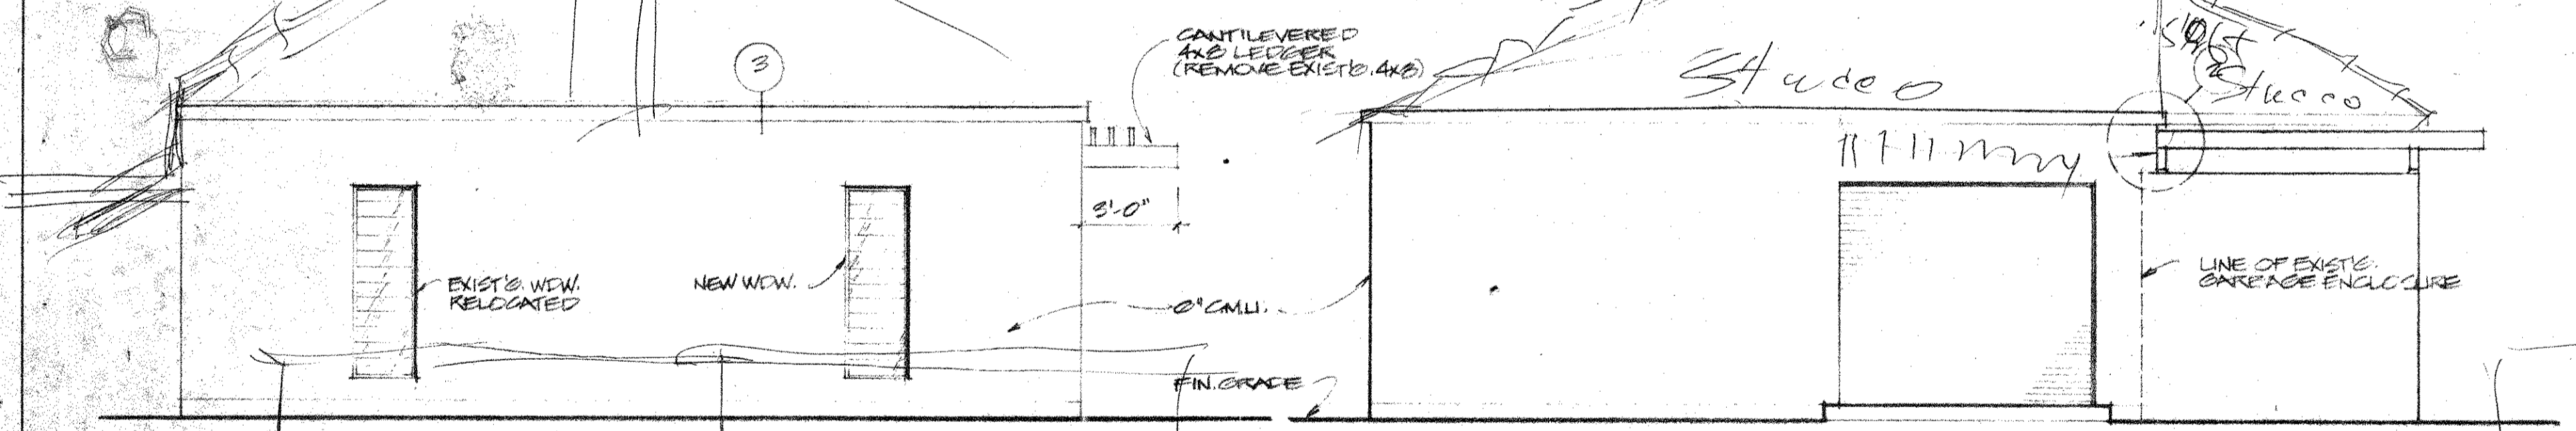 3
CANTILEVERED
4x8 LEDGER
(REMOVE EXIST'G. 4x8)
Stucco
Stucco
3'-0"
EXIST'G. WDW.
RELOCATED
NEW WDW.
8" C.M.U.
FIN. GRADE
LINE OF EXIST'G.
GARBAGE ENCLOSURE